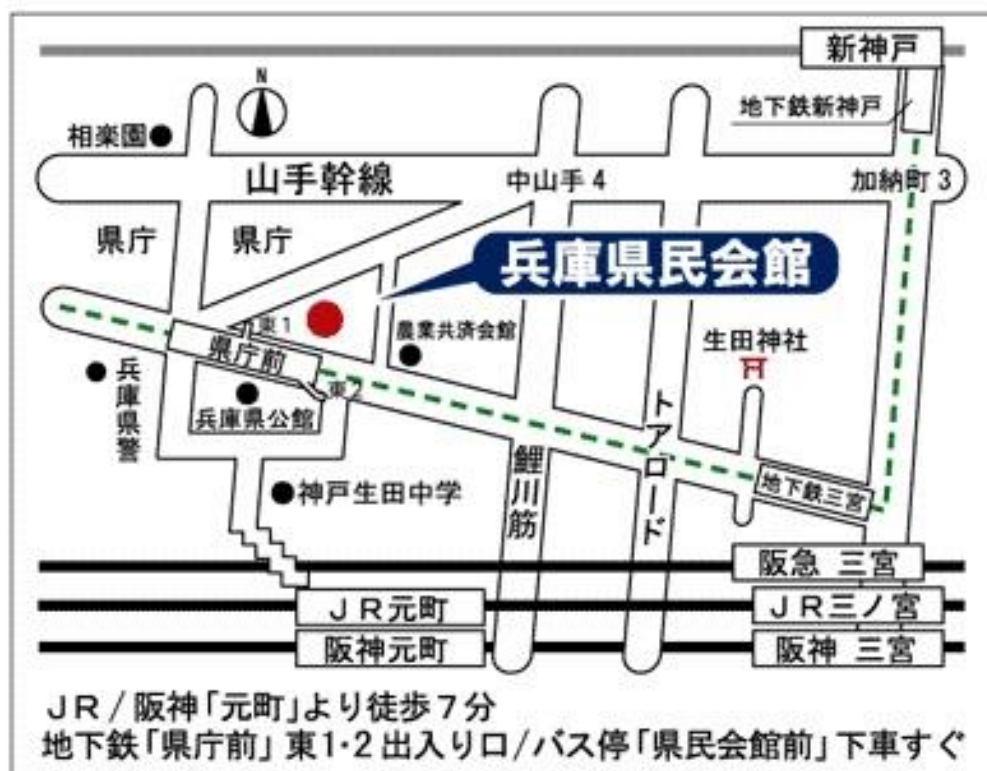 新神戸
N
地下鉄新神戸
相楽園
山手幹線
中山手4
加納町3
県庁
県庁
兵庫県民会館
東1
県庁前
農業共済会館
生田神社
東2
兵庫県警
兵庫県公館
トアロード
鯉川筋
地下鉄三宮
神戸生田中学
阪急 三宮
JR元町
JR三ノ宮
阪神元町
阪神 三宮
JR/阪神「元町」より徒歩7分
地下鉄「県庁前」東1・2出入り口/バス停「県民会館前」下車すぐ